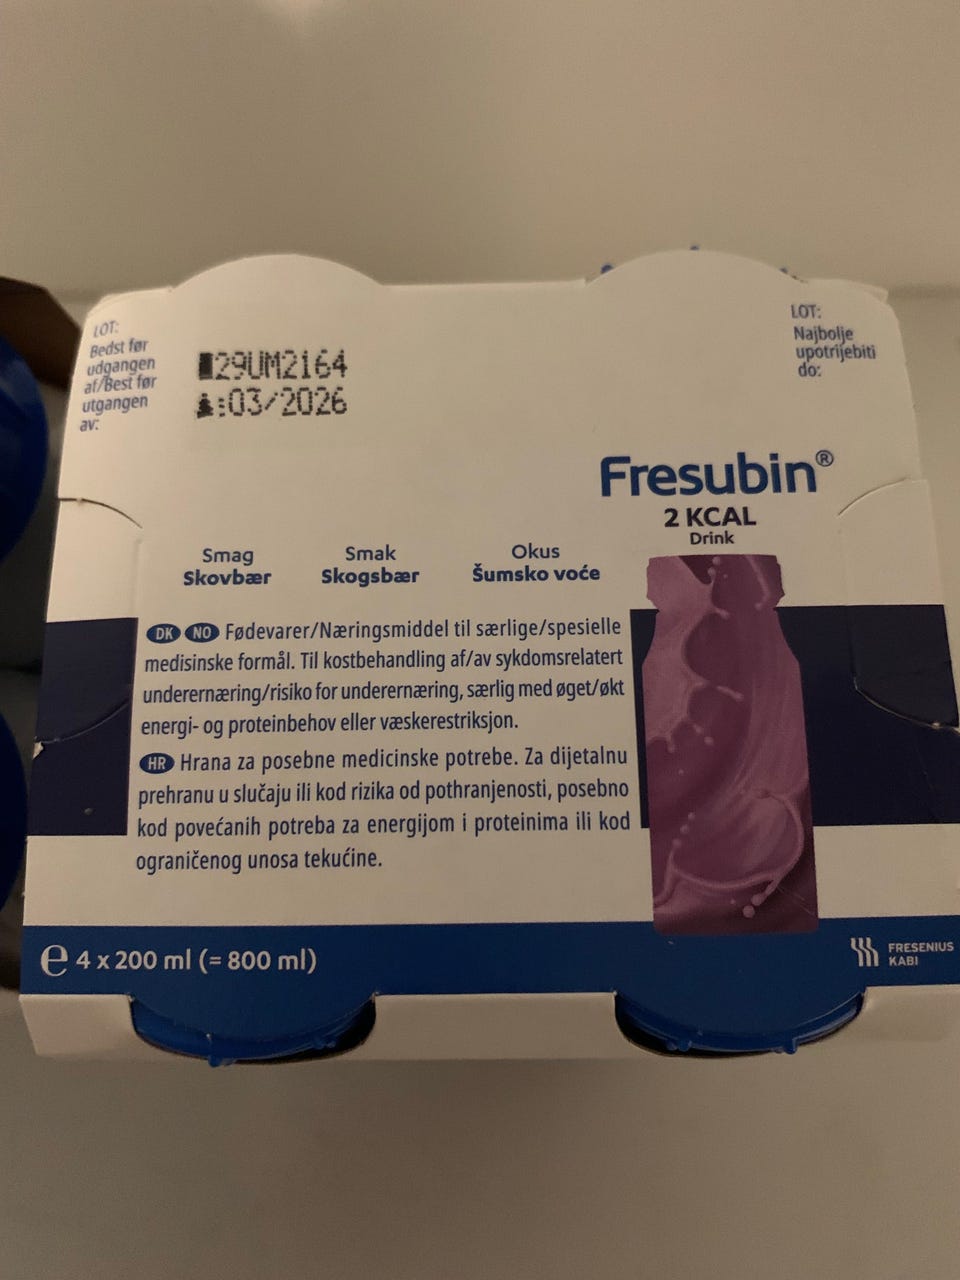 LOT:
Bedst før
udgangen
af/Best før
utgangen
av:
29UM2164
:03/2026
LOT:
Najbolje
upotrijebiti
do:
Fresubin®
2 KCAL
Drink
Smag
Skovbær
Smak
Skogsbær
Okus
Šumsko voće
DK NO Fødevarer/Næringsmiddel til særlige/spesielle
medisinske formål. Til kostbehandling af/av sykdomsrelatert
underernæring/risiko for underernæring, særlig med øget/økt
energi- og proteinbehov eller væskerestriksjon.
HR Hrana za posebne medicinske potrebe. Za dijetalnu
prehranu u slučaju ili kod rizika od pothranjenosti, posebno
kod povećanih potreba za energijom i proteinima ili kod
ograničenog unosa tekućine.
℮ 4 x 200 ml (= 800 ml)
FRESENIUS
KABI